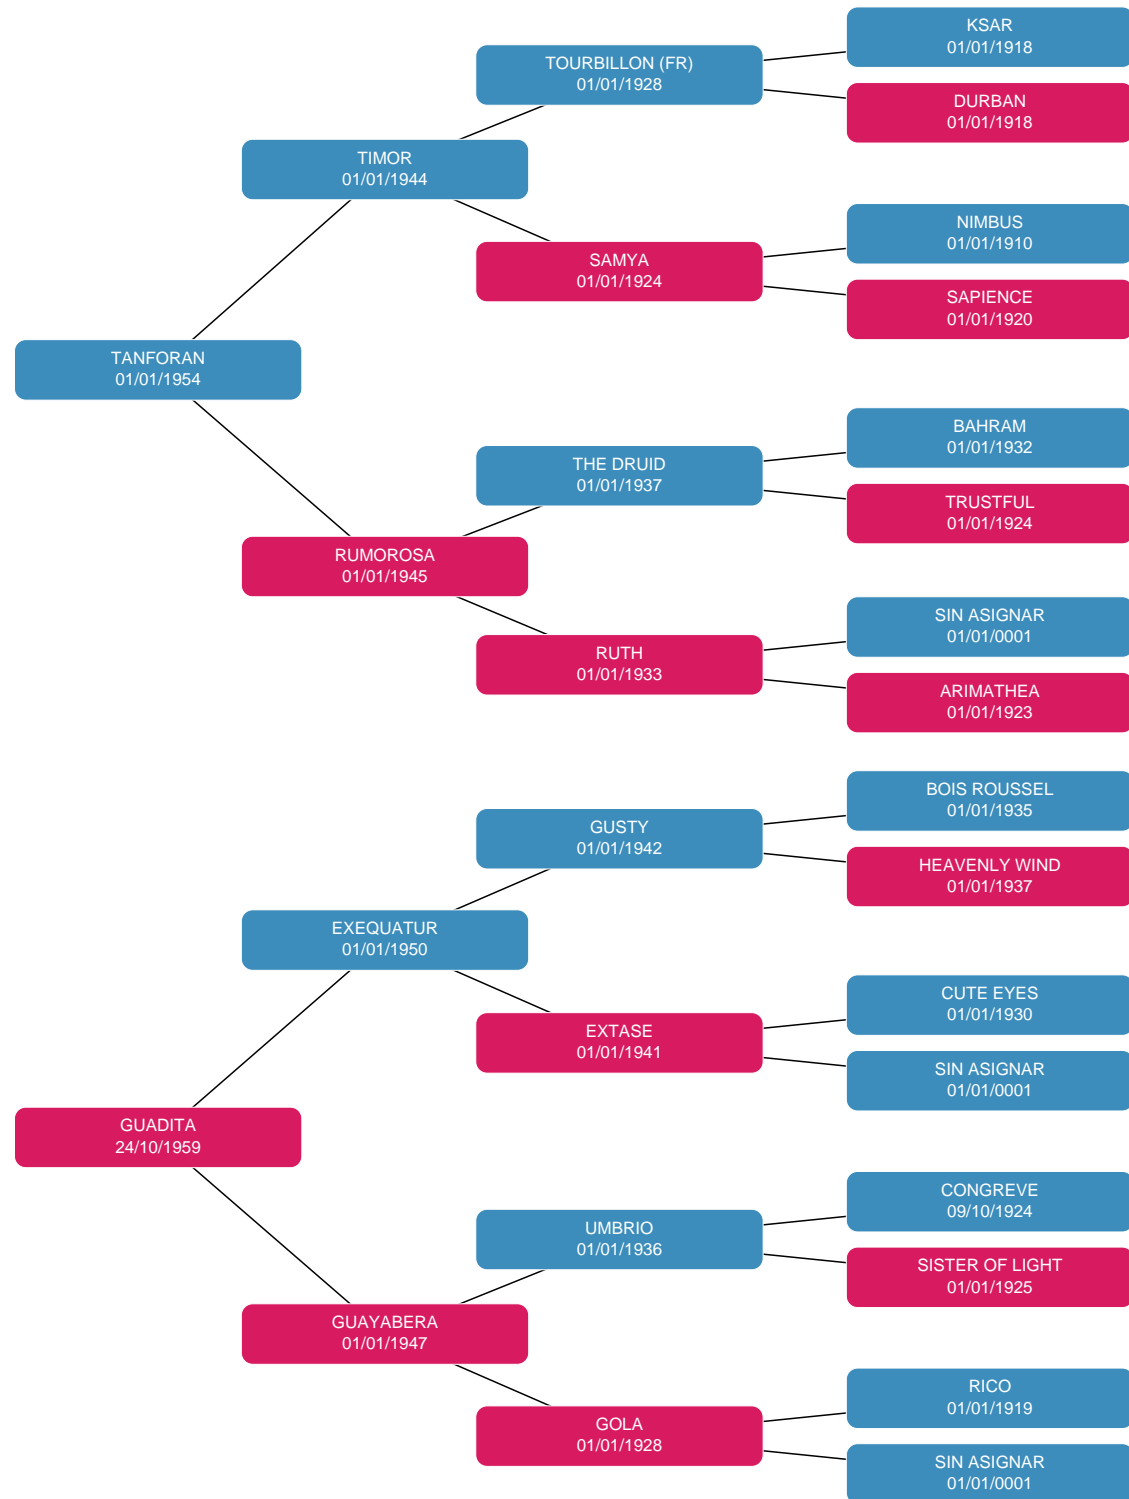 KSAR
01/01/1918
TOURBILLON (FR)
01/01/1928
DURBAN
01/01/1918
TIMOR
01/01/1944
NIMBUS
01/01/1910
SAMYA
01/01/1924
SAPIENCE
01/01/1920
TANFORAN
01/01/1954
BAHRAM
01/01/1932
THE DRUID
01/01/1937
TRUSTFUL
01/01/1924
RUMOROSA
01/01/1945
SIN ASIGNAR
01/01/0001
RUTH
01/01/1933
ARIMATHEA
01/01/1923
BOIS ROUSSEL
01/01/1935
GUSTY
01/01/1942
HEAVENLY WIND
01/01/1937
EXEQUATUR
01/01/1950
CUTE EYES
01/01/1930
EXTASE
01/01/1941
SIN ASIGNAR
01/01/0001
GUADITA
24/10/1959
CONGREVE
09/10/1924
UMBRIO
01/01/1936
SISTER OF LIGHT
01/01/1925
GUAYABERA
01/01/1947
RICO
01/01/1919
GOLA
01/01/1928
SIN ASIGNAR
01/01/0001